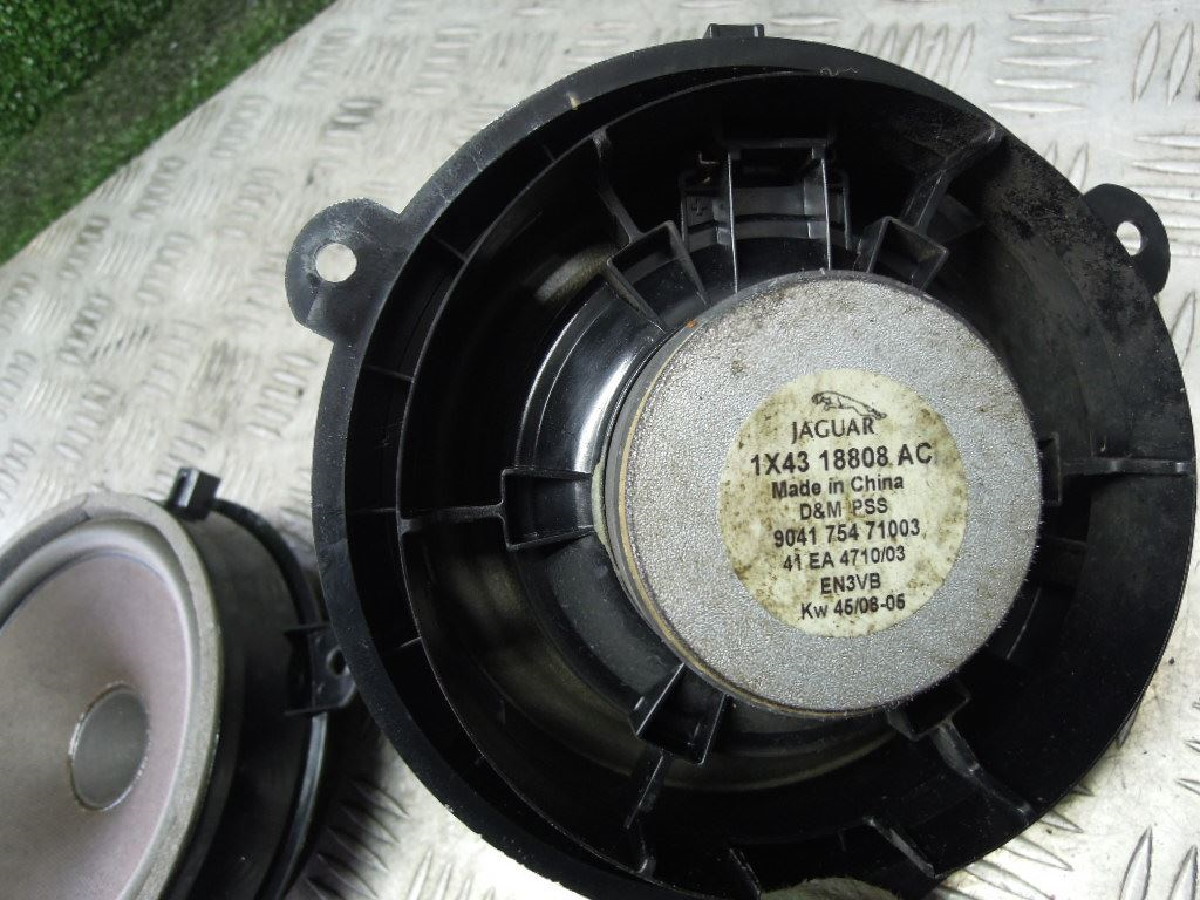 JAGUAR
1X43 18808 AC
Made in China
D&M PSS
9041 754 71003
41 EA 4710/03
EN3VB
Kw 45/08-05